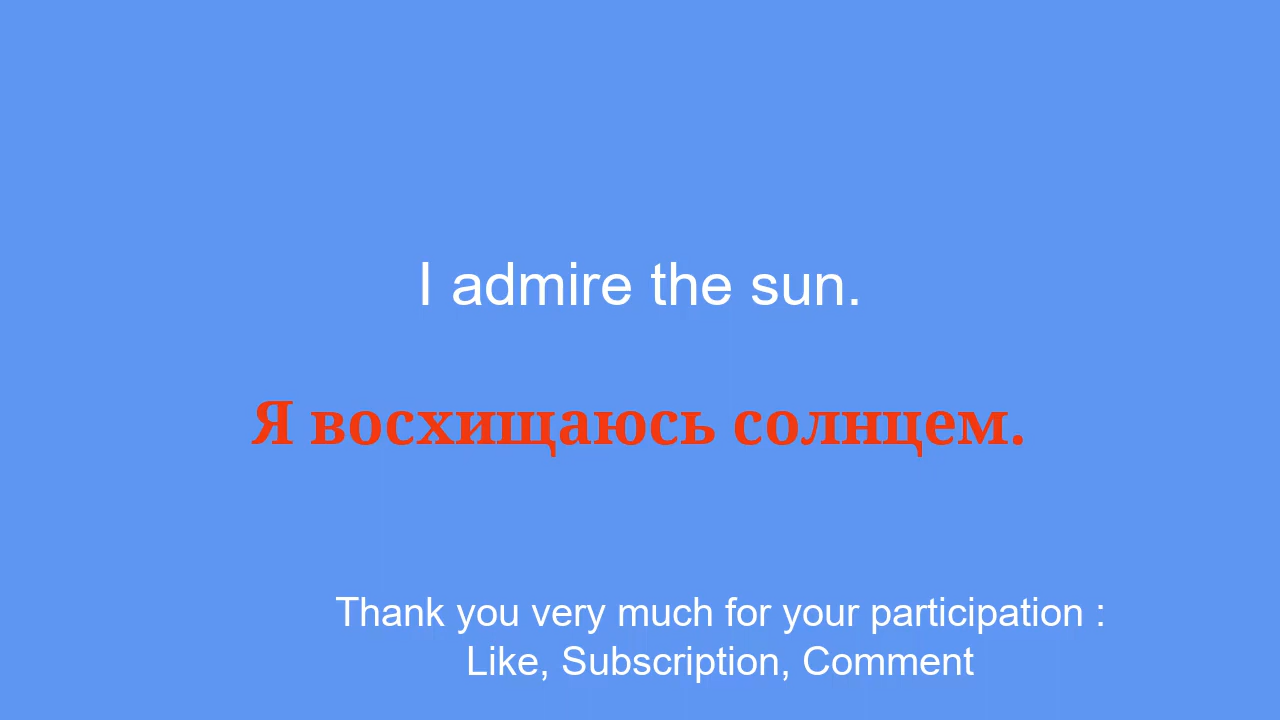 I admire the sun.
Я восхищаюсь солнцем.
Thank you very much for your participation :
Like, Subscription, Comment